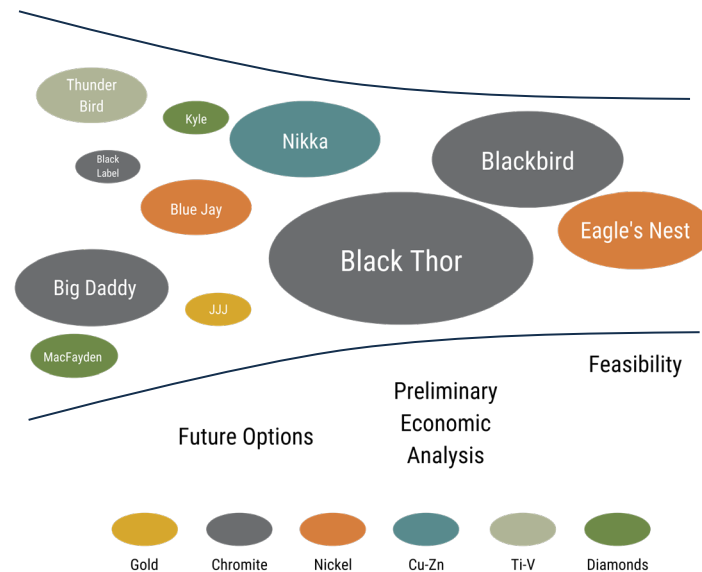 Thunder
Bird
Kyle
Nikka
Black
Label
Blackbird
Blue Jay
Eagle's Nest
Black Thor
Big Daddy
JJJ
MacFayden
Feasibility
Preliminary
Economic
Analysis
Future Options
Gold
Chromite
Nickel
Cu-Zn
Ti-V
Diamonds